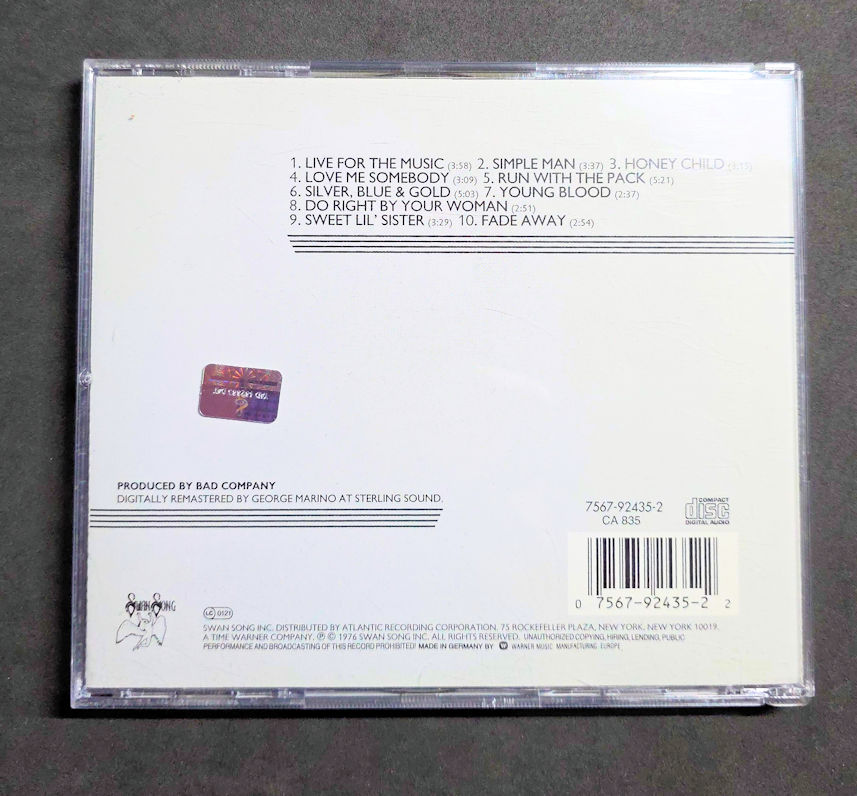 1. LIVE FOR THE MUSIC (3:58) 2. SIMPLE MAN (3:37) 3. HONEY CHILD (3:15)
4. LOVE ME SOMEBODY (3:09) 5. RUN WITH THE PACK (5:21)
6. SILVER, BLUE & GOLD (5:03) 7. YOUNG BLOOD (2:37)
8. DO RIGHT BY YOUR WOMAN (2:51)
9. SWEET LIL' SISTER (3:29) 10. FADE AWAY (2:54)
PRODUCED BY BAD COMPANY
DIGITALLY REMASTERED BY GEORGE MARINO AT STERLING SOUND.
7567-92435-2
CA 835
COMPACT
disc
DIGITAL AUDIO
0 7567-92435-2 2
SWAN SONG
LC 0121
SWAN SONG INC. DISTRIBUTED BY ATLANTIC RECORDING CORPORATION. 75 ROCKEFELLER PLAZA, NEW YORK, NEW YORK 10019.
A TIME WARNER COMPANY. ℗ © 1976 SWAN SONG INC. ALL RIGHTS RESERVED. UNAUTHORIZED COPYING, HIRING, LENDING, PUBLIC
PERFORMANCE AND BROADCASTING OF THIS RECORD PROHIBITED! MADE IN GERMANY BY WARNER MUSIC MANUFACTURING EUROPE